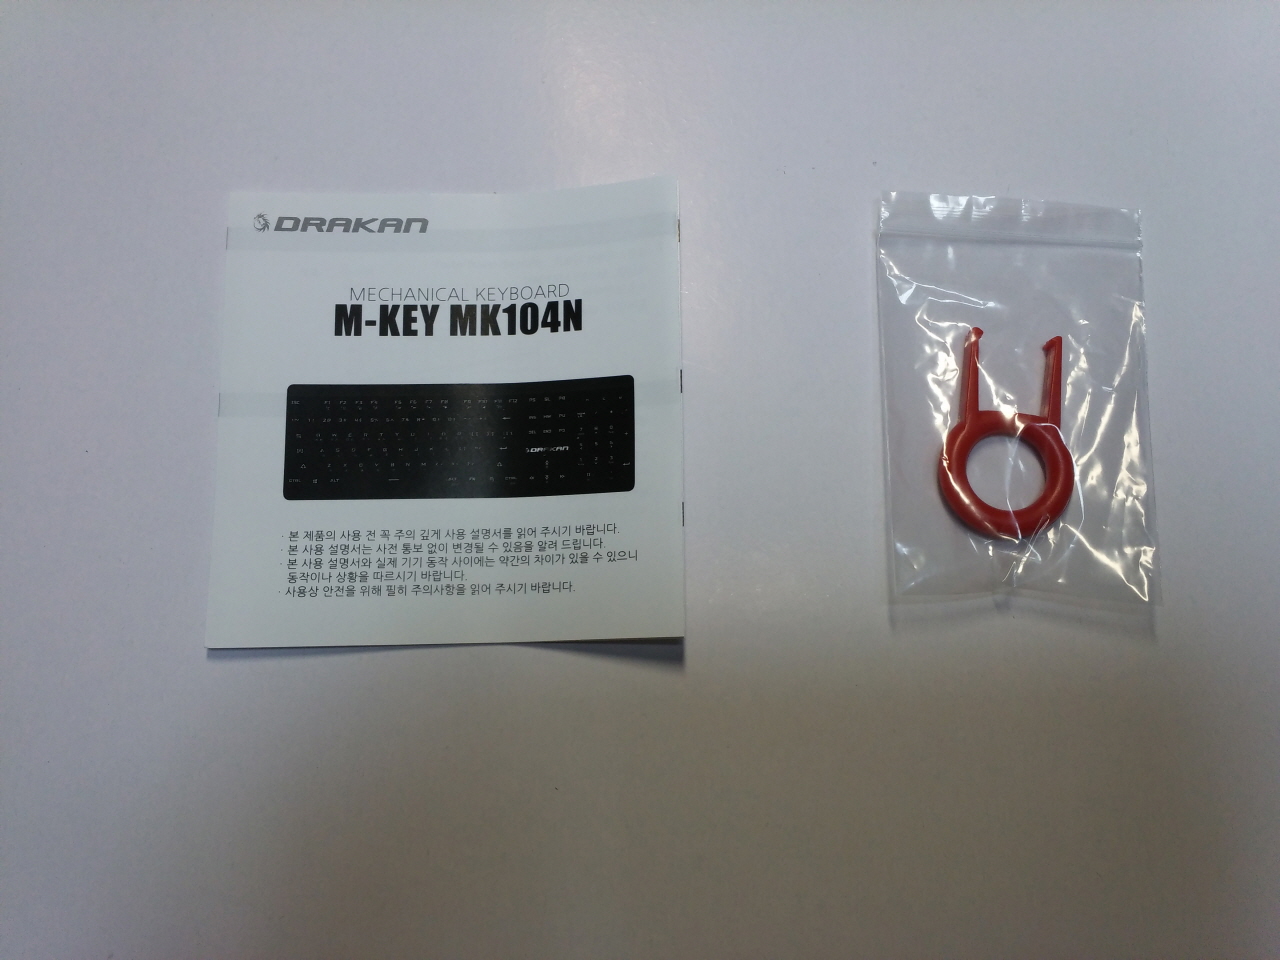 DRAKAN
MECHANICAL KEYBOARD
M-KEY MK104N
DRAKAN
· 본 제품의 사용 전 꼭 주의 깊게 사용 설명서를 읽어 주시기 바랍니다.
· 본 사용 설명서는 사전 통보 없이 변경될 수 있음을 알려 드립니다.
· 본 사용 설명서와 실제 기기 동작 사이에는 약간의 차이가 있을 수 있으니
동작이나 상황을 따르시기 바랍니다.
· 사용상 안전을 위해 필히 주의사항을 읽어 주시기 바랍니다.